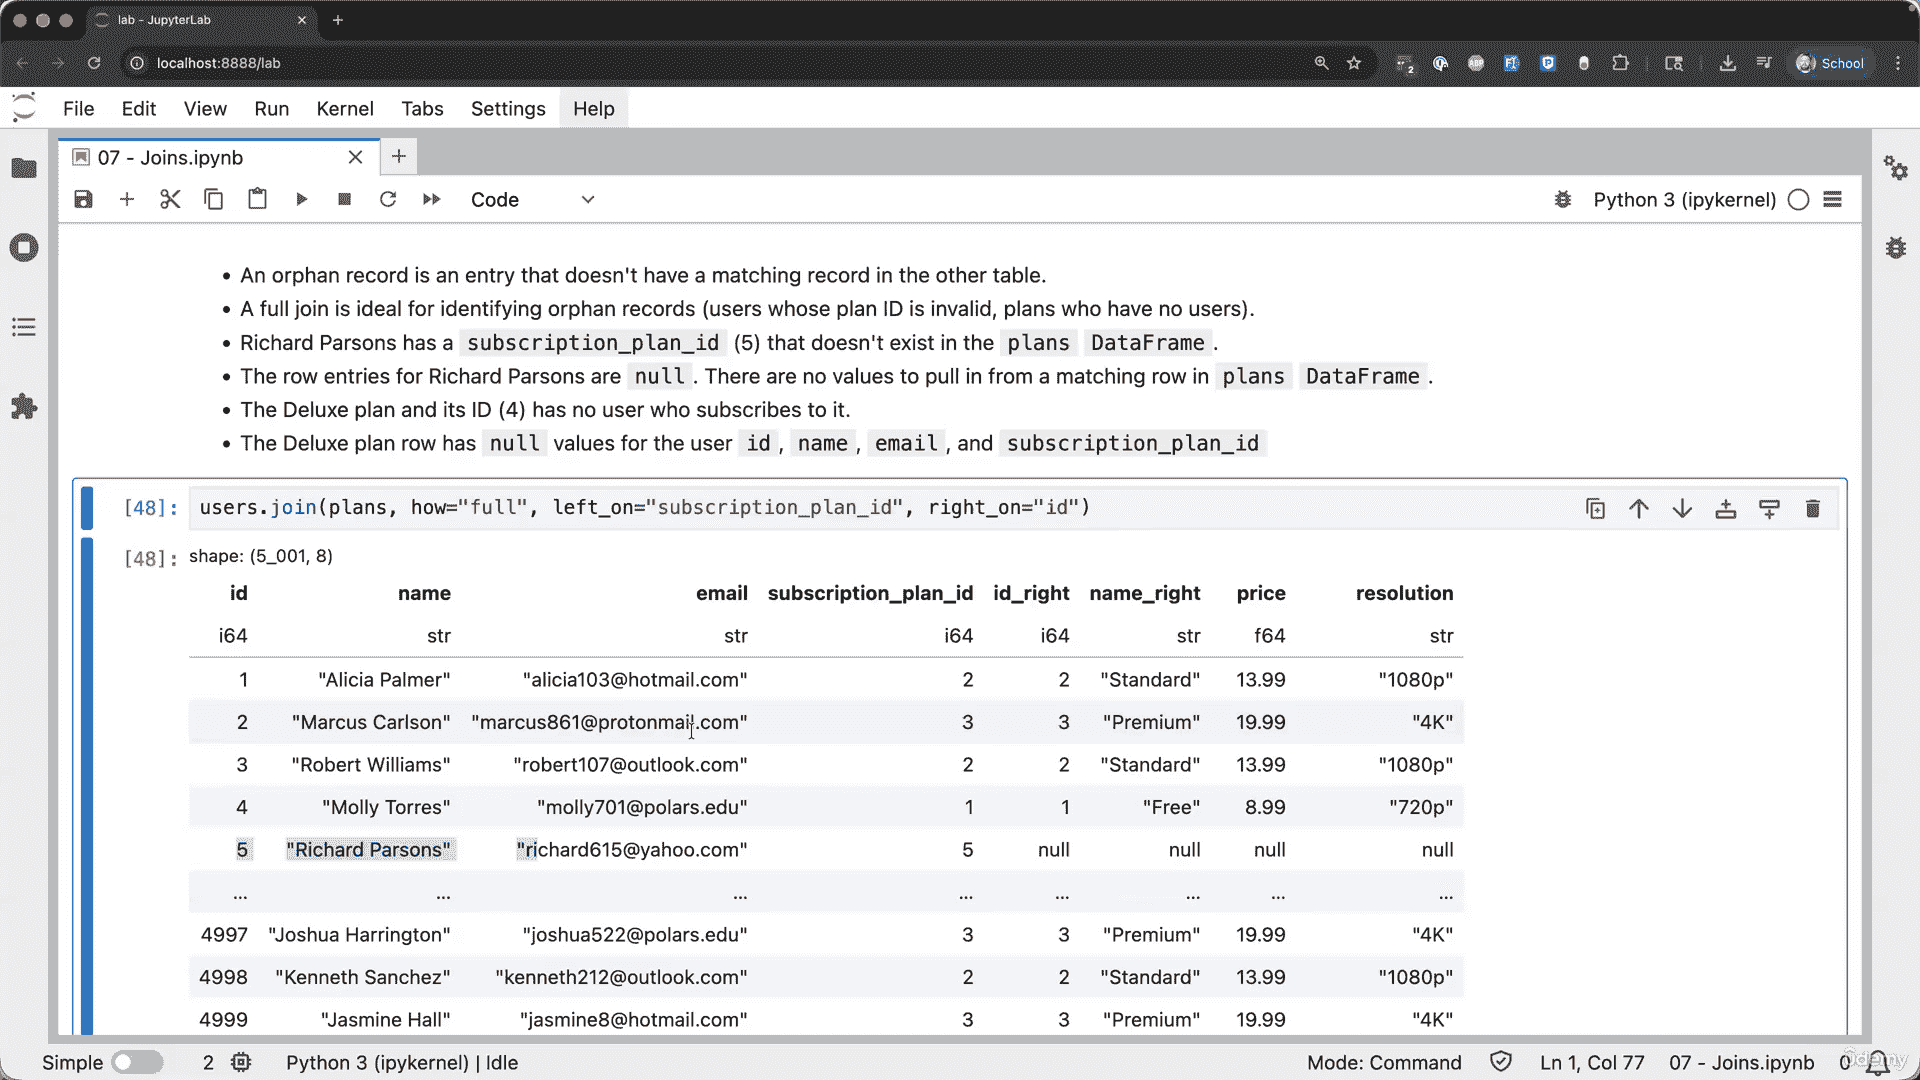 lab - JupyterLab
localhost:8888/lab
2
ABP
School
File Edit View Run Kernel Tabs Settings Help
07 - Joins.ipynb
Code
Python 3 (ipykernel)
• An orphan record is an entry that doesn't have a matching record in the other table.
• A full join is ideal for identifying orphan records (users whose plan ID is invalid, plans who have no users).
• Richard Parsons has a subscription_plan_id (5) that doesn't exist in the plans DataFrame.
• The row entries for Richard Parsons are null. There are no values to pull in from a matching row in plans DataFrame.
• The Deluxe plan and its ID (4) has no user who subscribes to it.
• The Deluxe plan row has null values for the user id, name, email, and subscription_plan_id
[48]: users.join(plans, how="full", left_on="subscription_plan_id", right_on="id")
[48]: shape: (5_001, 8)
id name email subscription_plan_id id_right name_right price resolution
i64 str str i64 i64 str f64 str
1 "Alicia Palmer" "alicia103@hotmail.com" 2 2 "Standard" 13.99 "1080p"
2 "Marcus Carlson" "marcus861@protonmail.com" 3 3 "Premium" 19.99 "4K"
3 "Robert Williams" "robert107@outlook.com" 2 2 "Standard" 13.99 "1080p"
4 "Molly Torres" "molly701@polars.edu" 1 1 "Free" 8.99 "720p"
5 "Richard Parsons" "richard615@yahoo.com" 5 null null null null
… … … … … … … …
4997 "Joshua Harrington" "joshua522@polars.edu" 3 3 "Premium" 19.99 "4K"
4998 "Kenneth Sanchez" "kenneth212@outlook.com" 2 2 "Standard" 13.99 "1080p"
4999 "Jasmine Hall" "jasmine8@hotmail.com" 3 3 "Premium" 19.99 "4K"
Simple 2 Python 3 (ipykernel) | Idle Mode: Command Ln 1, Col 77 07 - Joins.ipynb 0
Udemy